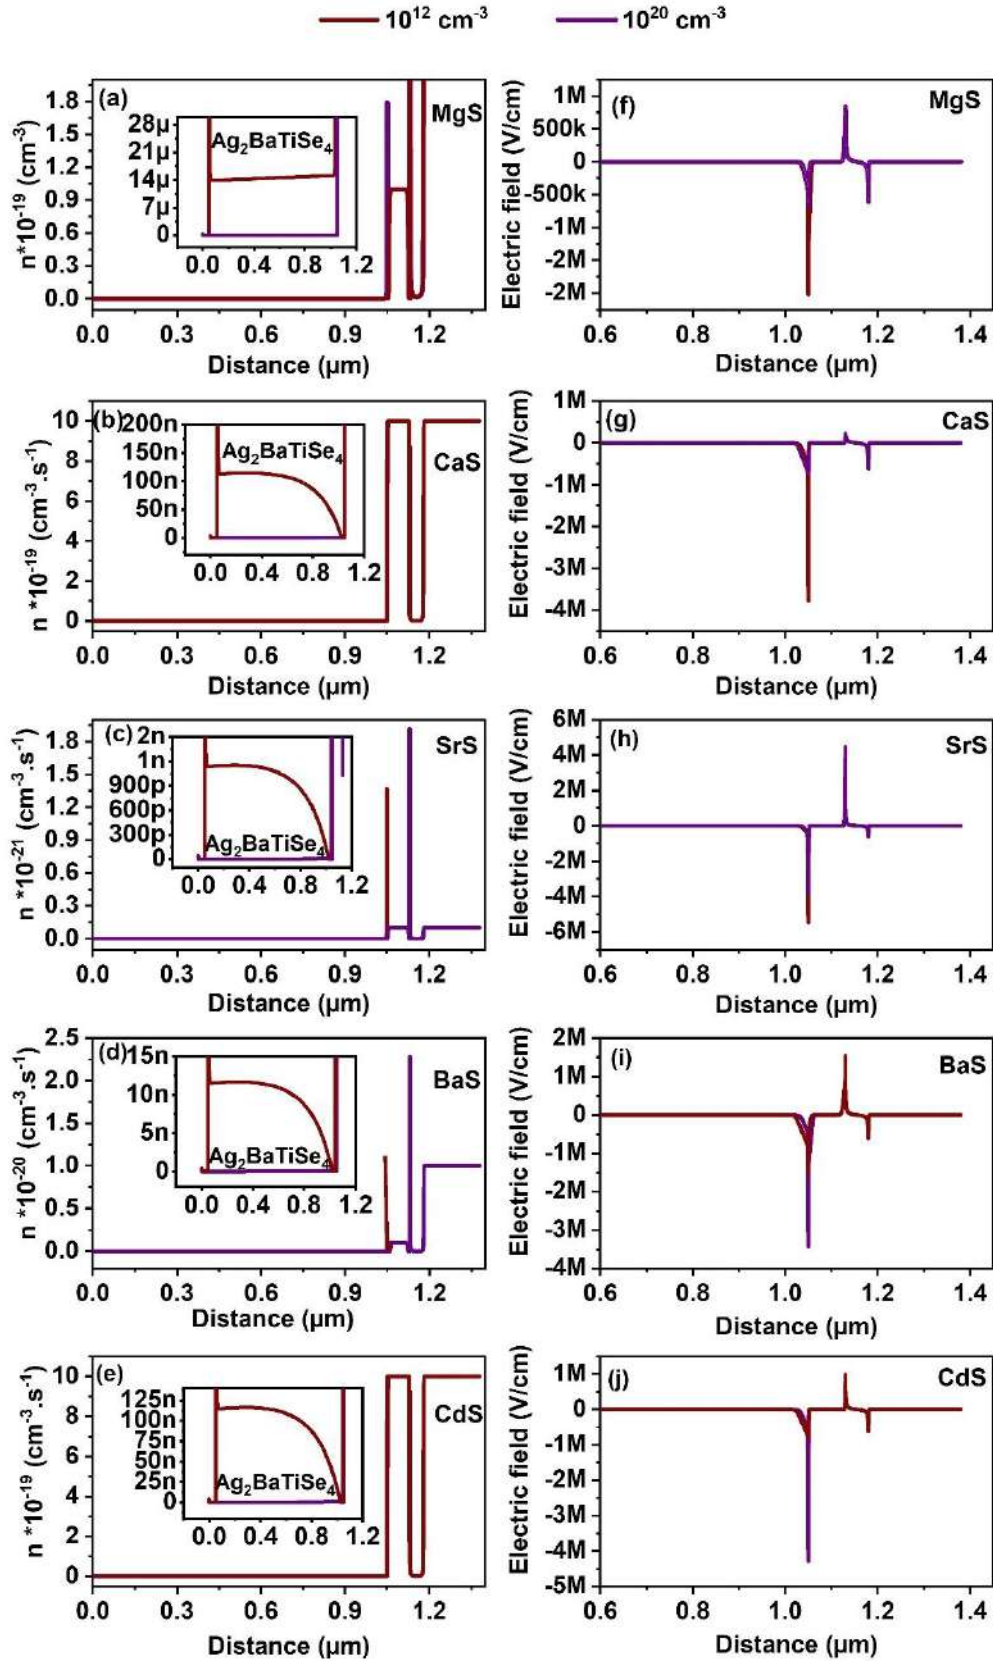 10¹² cm⁻³ 10²⁰ cm⁻³
(a)
MgS
Ag₂BaTiSe₄
28µ
21µ
14µ
7µ
0
0.0 0.4 0.8 1.2
n*10⁻¹⁹ (cm⁻³)
1.8
1.5
1.2
0.9
0.6
0.3
0.0
0.0 0.3 0.6 0.9 1.2
Distance (µm)
(f)
MgS
Electric field (V/cm)
1M
500k
0
-500k
-1M
-2M
-2M
0.6 0.8 1.0 1.2 1.4
Distance (µm)
(b)
CaS
Ag₂BaTiSe₄
200n
150n
100n
50n
0
0.0 0.4 0.8 1.2
n *10⁻¹⁹ (cm⁻³.s⁻¹)
10
8
6
4
2
0
0.0 0.3 0.6 0.9 1.2
Distance (µm)
(g)
CaS
Electric field (V/cm)
1M
0
-1M
-3M
-4M
0.6 0.8 1.0 1.2 1.4
Distance (µm)
(c)
SrS
Ag₂BaTiSe₄
2n
1n
900p
600p
300p
0
0.0 0.4 0.8 1.2
n *10⁻²¹ (cm⁻³.s⁻¹)
1.8
1.5
1.2
0.9
0.6
0.3
0.0
0.0 0.3 0.6 0.9 1.2
Distance (µm)
(h)
SrS
Electric field (V/cm)
6M
4M
2M
0
-2M
-4M
-6M
0.6 0.8 1.0 1.2 1.4
Distance (µm)
(d)
BaS
Ag₂BaTiSe₄
15n
10n
5n
0
0.0 0.4 0.8 1.2
n *10⁻²⁰ (cm⁻³.s⁻¹)
2.5
2.0
1.5
1.0
0.5
0.0
0.0 0.3 0.6 0.9 1.2
Distance (µm)
(i)
BaS
Electric field (V/cm)
2M
1M
0
-1M
-3M
-4M
0.6 0.8 1.0 1.2 1.4
Distance (µm)
(e)
CdS
Ag₂BaTiSe₄
125n
100n
75n
50n
25n
0
0.0 0.4 0.8 1.2
n *10⁻¹⁹ (cm⁻³.s⁻¹)
10
8
6
4
2
0
0.0 0.3 0.6 0.9 1.2
Distance (µm)
(j)
CdS
Electric field (V/cm)
1M
0
-1M
-2M
-3M
-4M
-5M
0.6 0.8 1.0 1.2 1.4
Distance (µm)